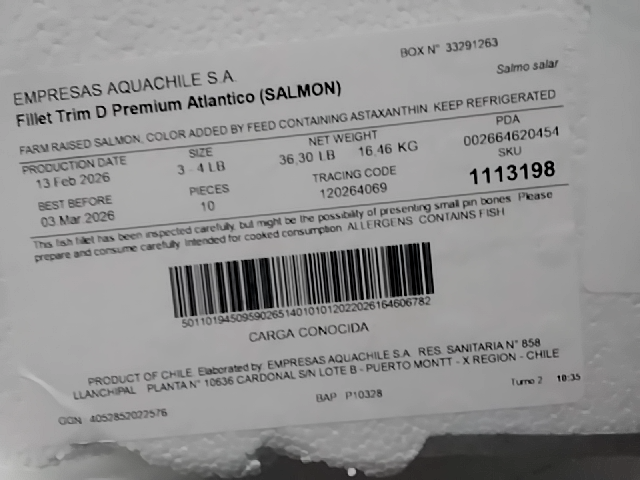 BOX N° 33291263
EMPRESAS AQUACHILE S.A.
Salmo salar
Fillet Trim D Premium Atlantico (SALMON)
FARM RAISED SALMON, COLOR ADDED BY FEED CONTAINING ASTAXANTHIN. KEEP REFRIGERATED
PRODUCTION DATE SIZE NET WEIGHT PDA
13 Feb 2026 3 - 4 LB 36,30 LB 16,46 KG 002664620454
BEST BEFORE PIECES TRACING CODE SKU
03 Mar 2026 10 120264069 1113198
This fish fillet has been inspected carefully, but might be the possibility of presenting small pin bones. Please
prepare and consume carefully. Intended for cooked consumption. ALLERGENS: CONTAINS FISH
CARGA CONOCIDA
PRODUCT OF CHILE. Elaborated by: EMPRESAS AQUACHILE S.A. RES. SANITARIA N° 858
LLANCHIPAL PLANTA N° 10636 CARDONAL S/N LOTE B - PUERTO MONTT - X REGION - CHILE
BAP P10328
Turno 2 18:35
GGN 4052852022576